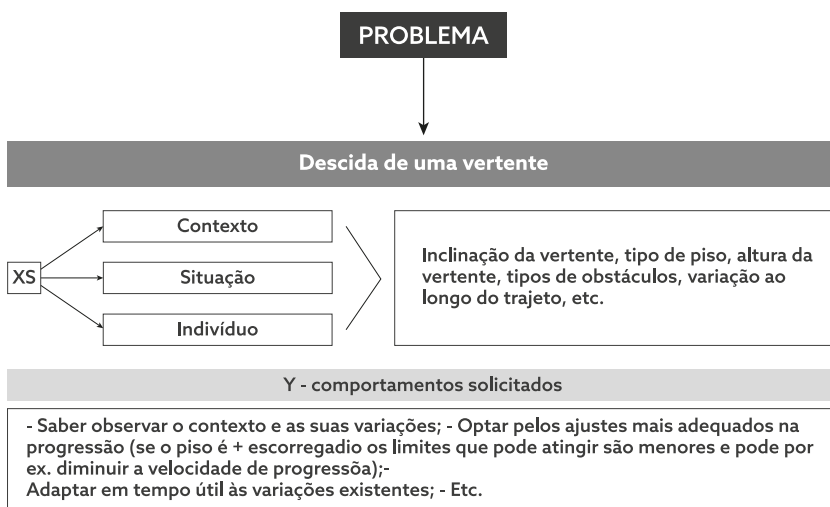 PROBLEMA
Descida de uma vertente
XS
Contexto
Situação
Indivíduo
Inclinação da vertente, tipo de piso, altura da
vertente, tipos de obstáculos, variação ao
longo do trajeto, etc.
Y - comportamentos solicitados
- Saber observar o contexto e as suas variações; - Optar pelos ajustes mais adequados na
progressão (se o piso é + escorregadio os limites que pode atingir são menores e pode por
ex. diminuir a velocidade de progressõa);-
Adaptar em tempo útil às variações existentes; - Etc.